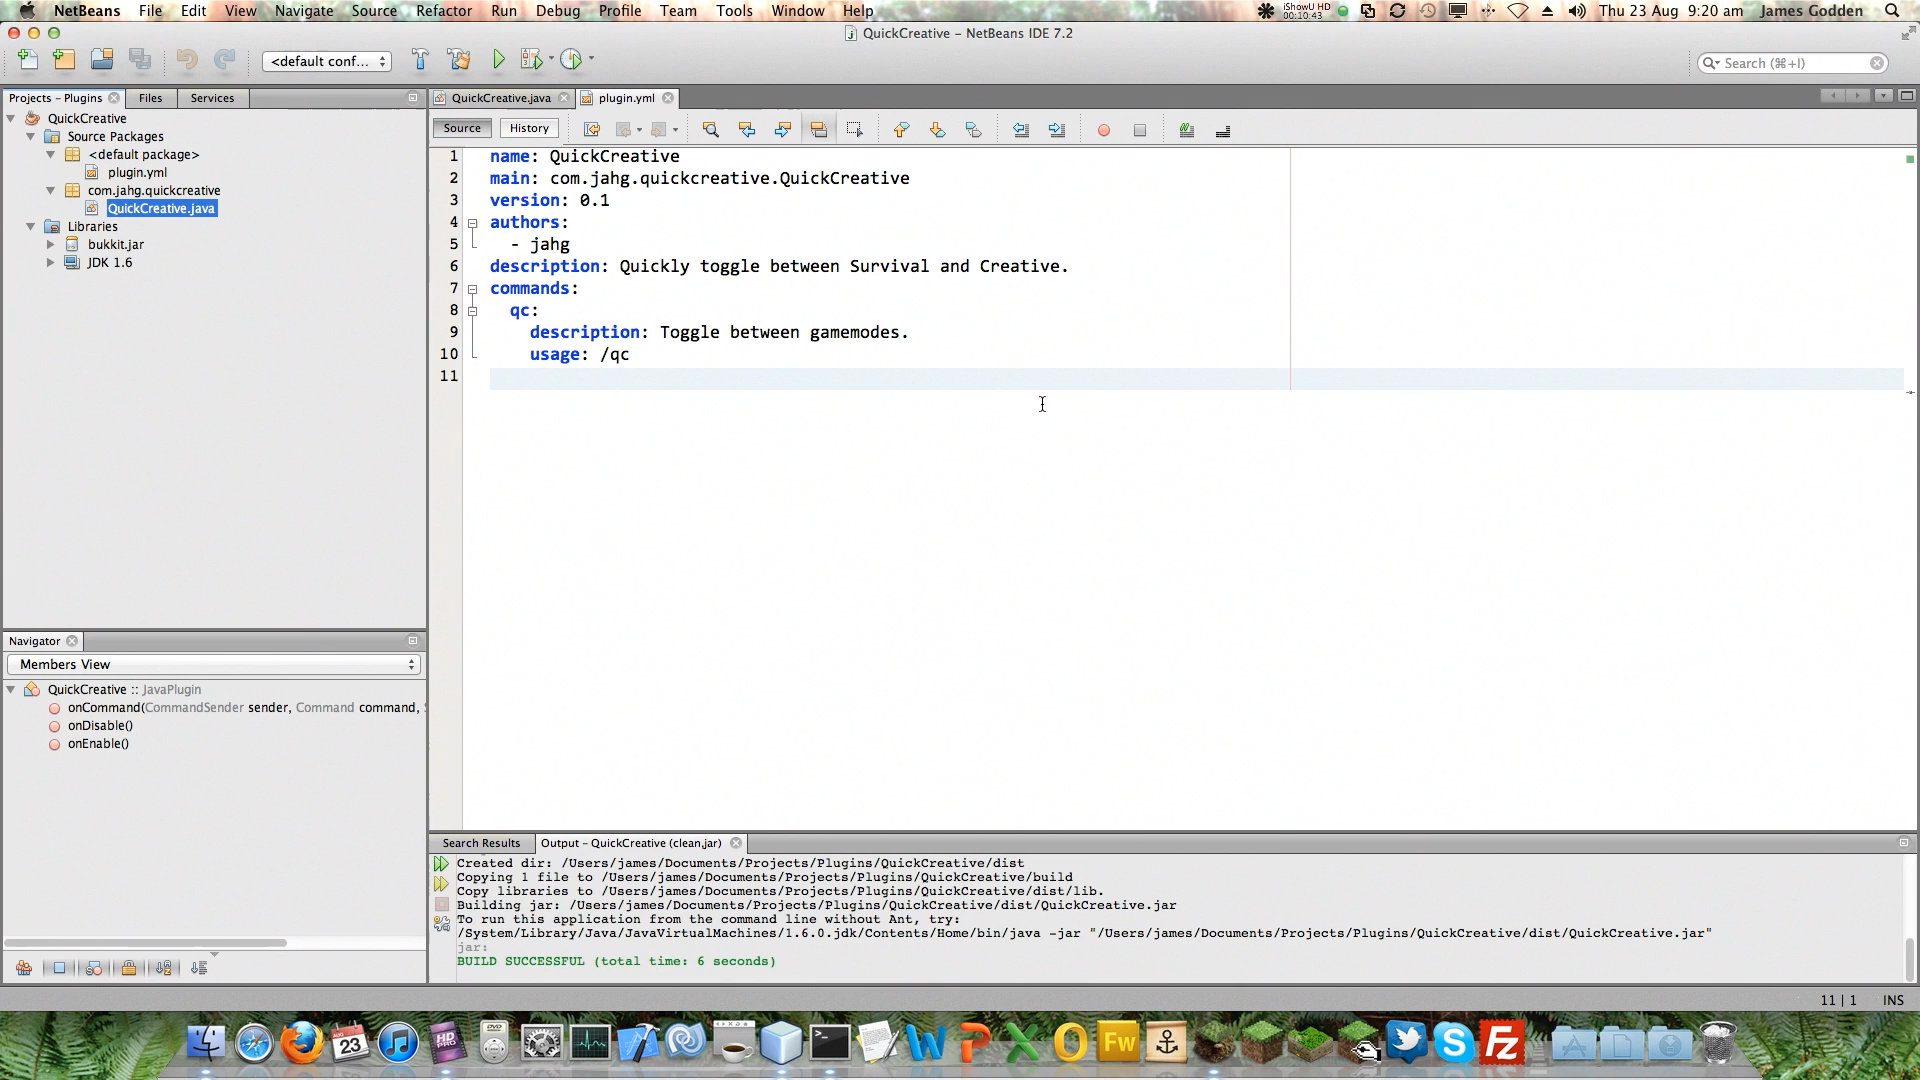 NetBeans File Edit View Navigate Source Refactor Run Debug Profile Team Tools Window Help iShowU HD 00:10:43 Thu 23 Aug 9:20 am James Godden
QuickCreative – NetBeans IDE 7.2
<default conf... Search (⌘+I)
Projects – Plugins Files Services QuickCreative.java plugin.yml
Source History
QuickCreative
Source Packages
<default package>
plugin.yml
com.jahg.quickcreative
QuickCreative.java
Libraries
bukkit.jar
JDK 1.6
1 name: QuickCreative
2 main: com.jahg.quickcreative.QuickCreative
3 version: 0.1
4 authors:
5 - jahg
6 description: Quickly toggle between Survival and Creative.
7 commands:
8 qc:
9 description: Toggle between gamemodes.
10 usage: /qc
11
Navigator
Members View
QuickCreative :: JavaPlugin
onCommand(CommandSender sender, Command command,
onDisable()
onEnable()
Search Results Output – QuickCreative (clean,jar)
Created dir: /Users/james/Documents/Projects/Plugins/QuickCreative/dist
Copying 1 file to /Users/james/Documents/Projects/Plugins/QuickCreative/build
Copy libraries to /Users/james/Documents/Projects/Plugins/QuickCreative/dist/lib.
Building jar: /Users/james/Documents/Projects/Plugins/QuickCreative/dist/QuickCreative.jar
To run this application from the command line without Ant, try:
/System/Library/Java/JavaVirtualMachines/1.6.0.jdk/Contents/Home/bin/java -jar "/Users/james/Documents/Projects/Plugins/QuickCreative/dist/QuickCreative.jar"
jar:
BUILD SUCCESSFUL (total time: 6 seconds)
11 | 1 INS
23 HD PRO W P X O Fw S Fz